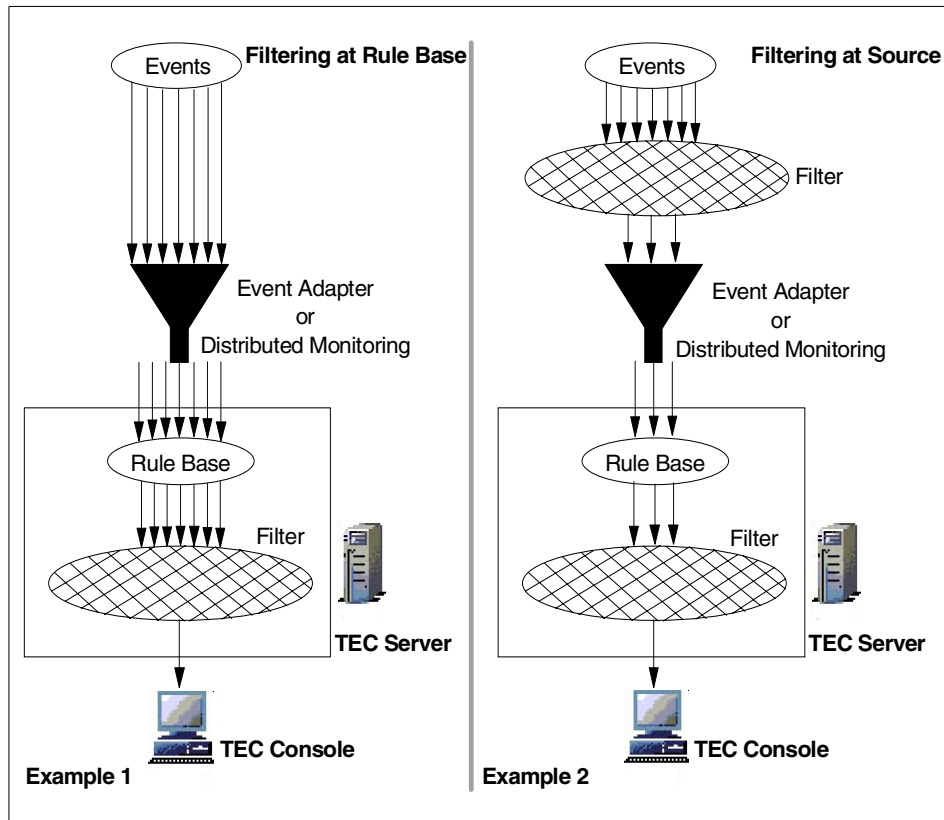 Filtering at Rule Base
Events
Event Adapter
or
Distributed Monitoring
Rule Base
Filter
TEC Server
TEC Console
Example 1
Filtering at Source
Events
Filter
Event Adapter
or
Distributed Monitoring
Rule Base
Filter
TEC Server
TEC Console
Example 2